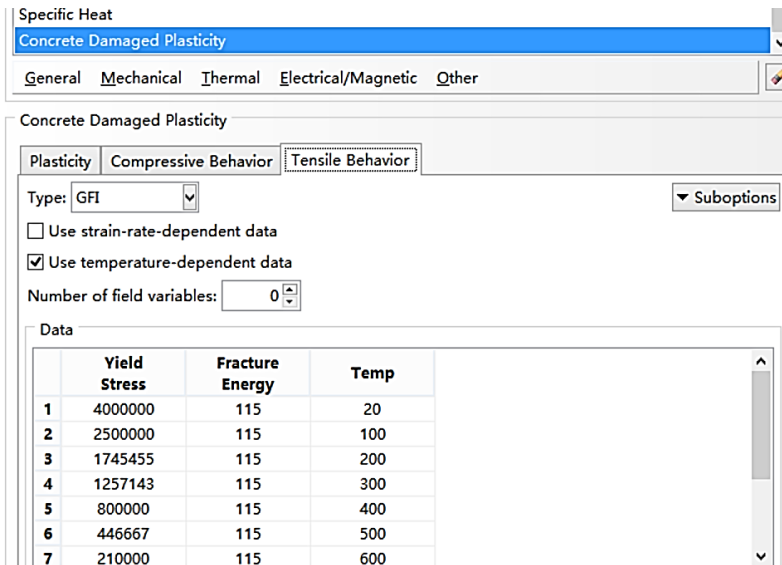 Specific Heat
Concrete Damaged Plasticity
General Mechanical Thermal Electrical/Magnetic Other
Concrete Damaged Plasticity
Plasticity Compressive Behavior Tensile Behavior
Type: GFI Suboptions
Use strain-rate-dependent data
Use temperature-dependent data
Number of field variables: 0
Data
Yield Stress Fracture Energy Temp
1 4000000 115 20
2 2500000 115 100
3 1745455 115 200
4 1257143 115 300
5 800000 115 400
6 446667 115 500
7 210000 115 600